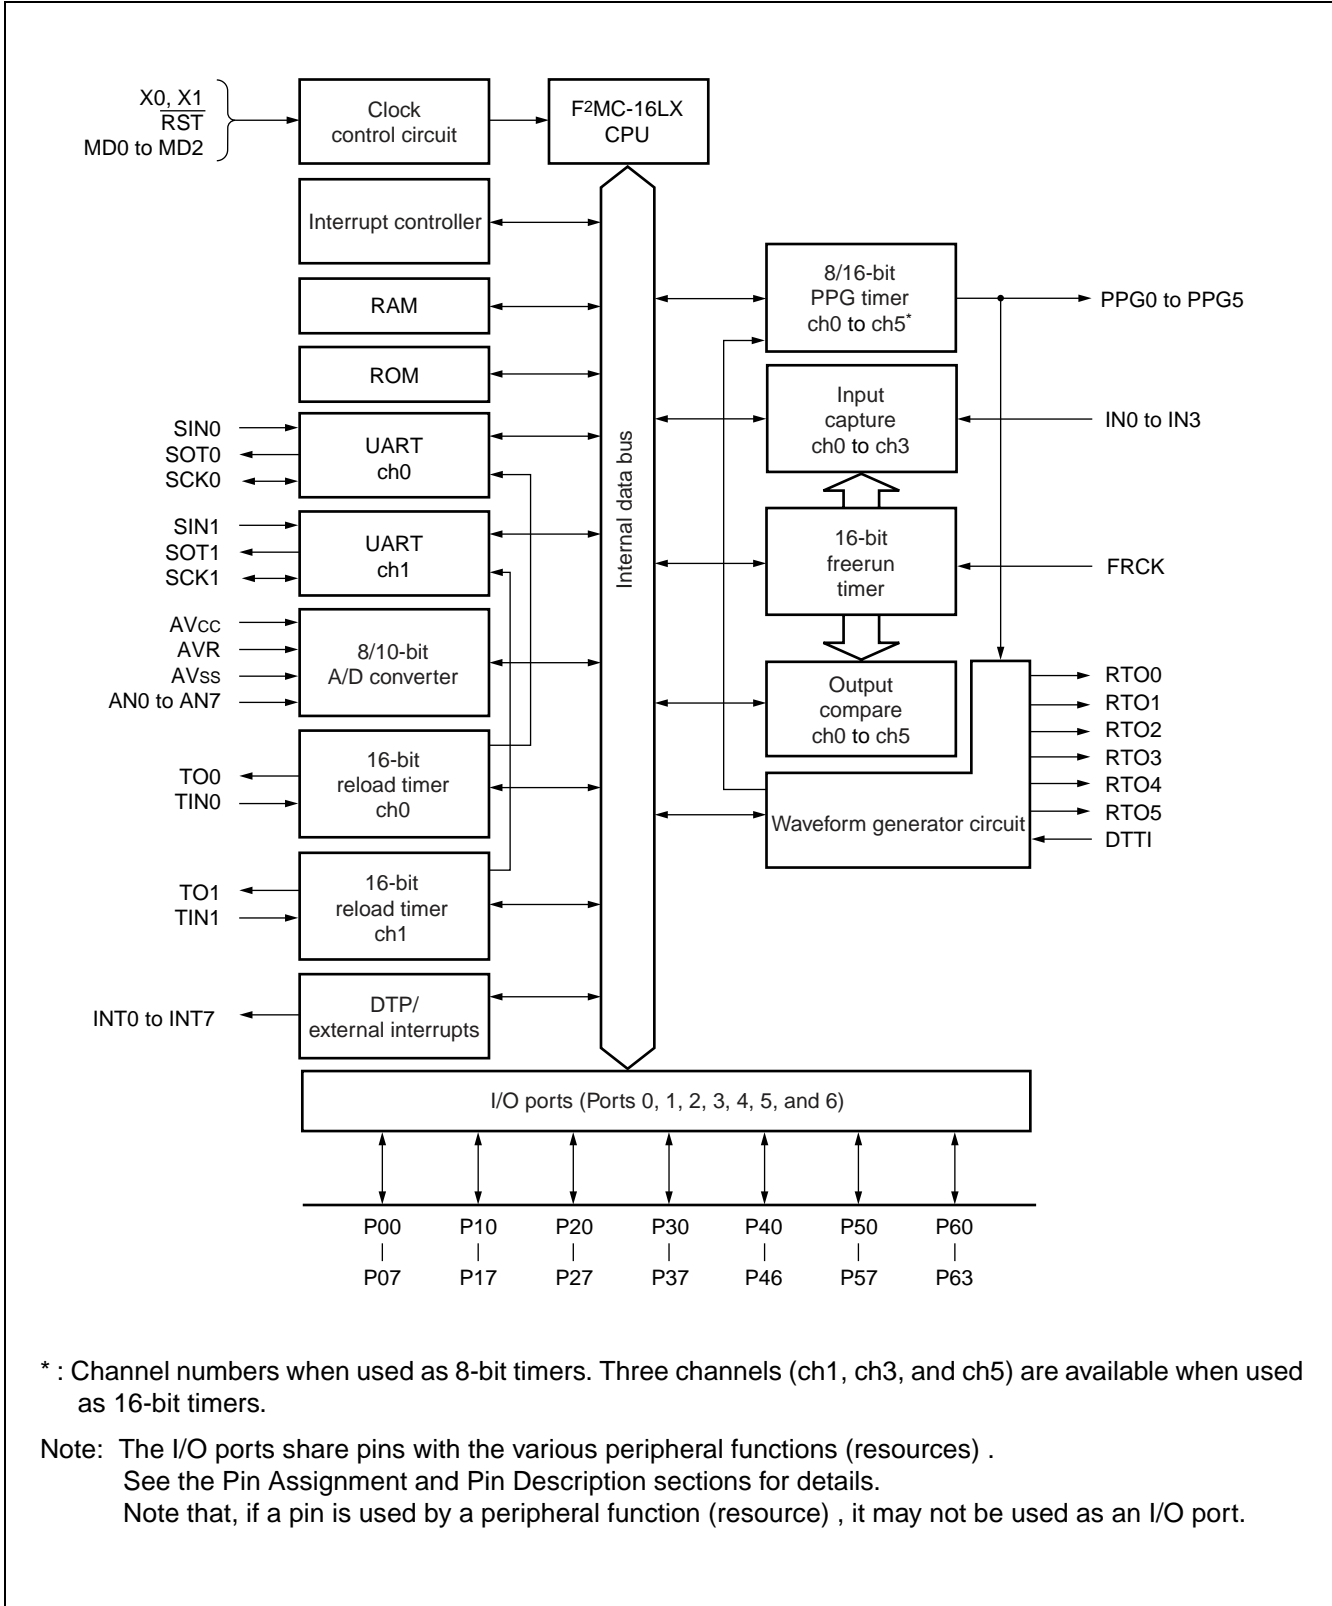 X0, X1
RST
MD0 to MD2
Clock
control circuit
F2MC-16LX
CPU
Interrupt controller
RAM
ROM
SIN0
SOT0
SCK0
UART
ch0
SIN1
SOT1
SCK1
UART
ch1
AVcc
AVR
AVss
AN0 to AN7
8/10-bit
A/D converter
TO0
TIN0
16-bit
reload timer
ch0
TO1
TIN1
16-bit
reload timer
ch1
INT0 to INT7
DTP/
external interrupts
Internal data bus
8/16-bit
PPG timer
ch0 to ch5*
PPG0 to PPG5
Input
capture
ch0 to ch3
IN0 to IN3
16-bit
freerun
timer
FRCK
Output
compare
ch0 to ch5
Waveform generator circuit
RTO0
RTO1
RTO2
RTO3
RTO4
RTO5
DTTI
I/O ports (Ports 0, 1, 2, 3, 4, 5, and 6)
P00 P10 P20 P30 P40 P50 P60
P07 P17 P27 P37 P46 P57 P63
* : Channel numbers when used as 8-bit timers. Three channels (ch1, ch3, and ch5) are available when used
as 16-bit timers.
Note: The I/O ports share pins with the various peripheral functions (resources) .
See the Pin Assignment and Pin Description sections for details.
Note that, if a pin is used by a peripheral function (resource) , it may not be used as an I/O port.